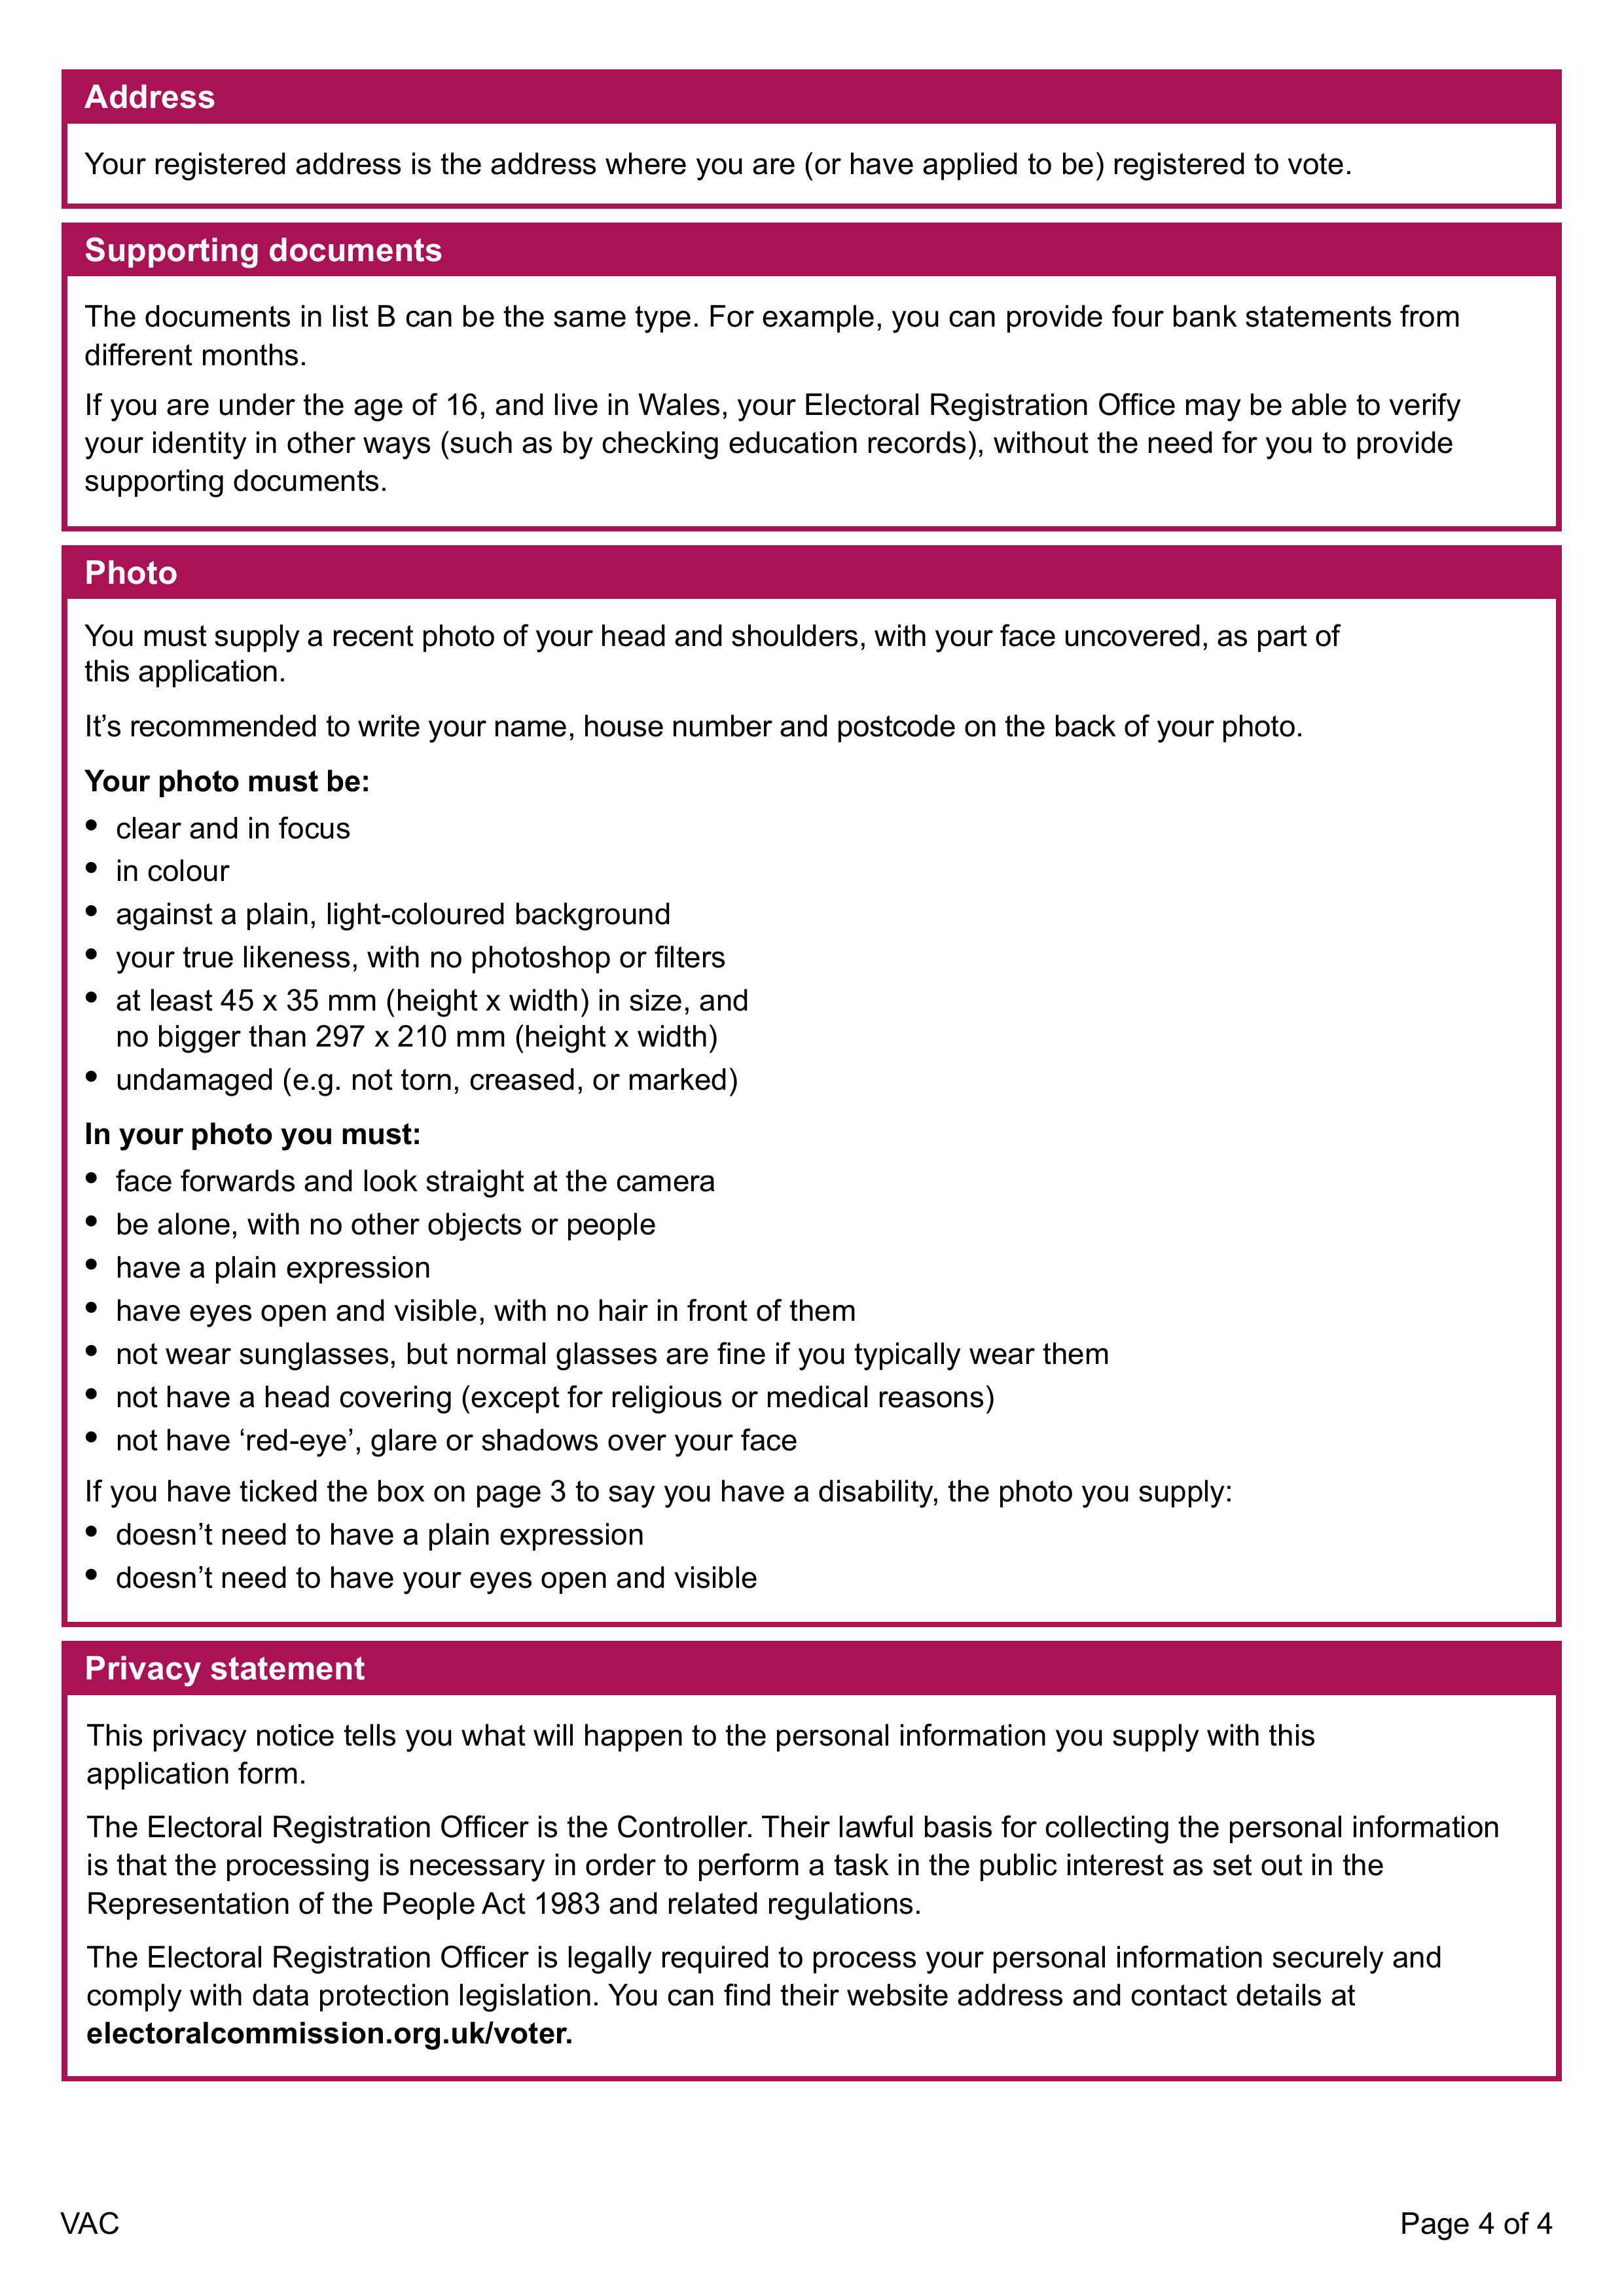 Address
Your registered address is the address where you are (or have applied to be) registered to vote.
Supporting documents
The documents in list B can be the same type. For example, you can provide four bank statements from
different months.
If you are under the age of 16, and live in Wales, your Electoral Registration Office may be able to verify
your identity in other ways (such as by checking education records), without the need for you to provide
supporting documents.
Photo
You must supply a recent photo of your head and shoulders, with your face uncovered, as part of
this application.
It’s recommended to write your name, house number and postcode on the back of your photo.
Your photo must be:
• clear and in focus
• in colour
• against a plain, light-coloured background
• your true likeness, with no photoshop or filters
• at least 45 x 35 mm (height x width) in size, and
no bigger than 297 x 210 mm (height x width)
• undamaged (e.g. not torn, creased, or marked)
In your photo you must:
• face forwards and look straight at the camera
• be alone, with no other objects or people
• have a plain expression
• have eyes open and visible, with no hair in front of them
• not wear sunglasses, but normal glasses are fine if you typically wear them
• not have a head covering (except for religious or medical reasons)
• not have ‘red-eye’, glare or shadows over your face
If you have ticked the box on page 3 to say you have a disability, the photo you supply:
• doesn’t need to have a plain expression
• doesn’t need to have your eyes open and visible
Privacy statement
This privacy notice tells you what will happen to the personal information you supply with this
application form.
The Electoral Registration Officer is the Controller. Their lawful basis for collecting the personal information
is that the processing is necessary in order to perform a task in the public interest as set out in the
Representation of the People Act 1983 and related regulations.
The Electoral Registration Officer is legally required to process your personal information securely and
comply with data protection legislation. You can find their website address and contact details at
electoralcommission.org.uk/voter.
VAC
Page 4 of 4